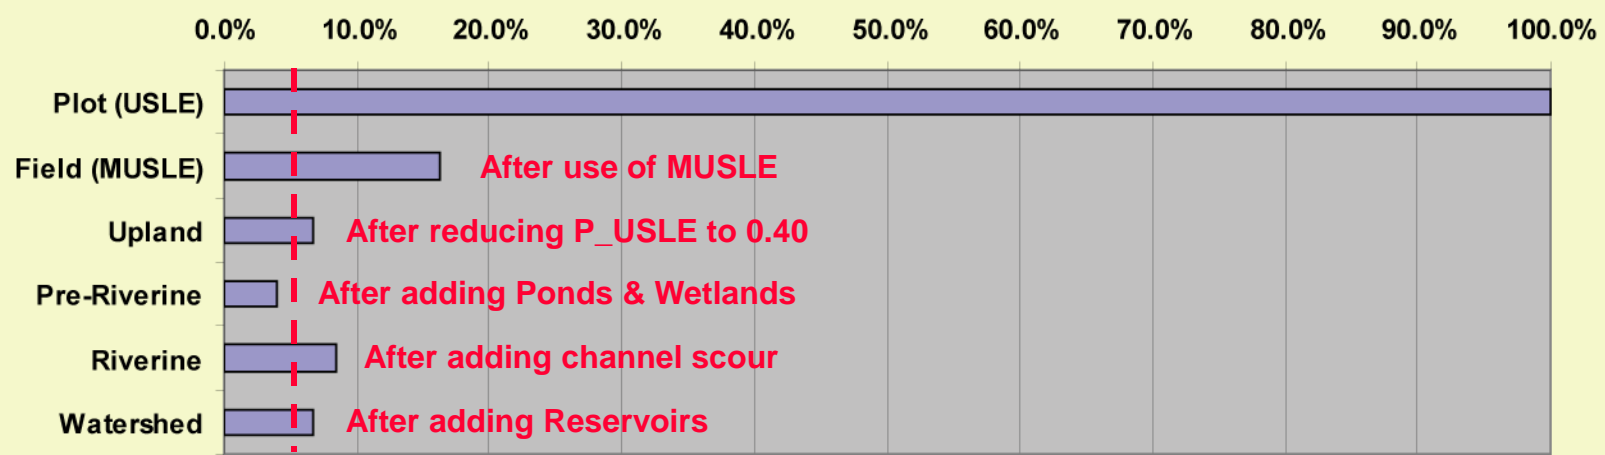 0.0% 10.0% 20.0% 30.0% 40.0% 50.0% 60.0% 70.0% 80.0% 90.0% 100.0%
Plot (USLE)
Field (MUSLE) After use of MUSLE
Upland After reducing P_USLE to 0.40
Pre-Riverine After adding Ponds & Wetlands
Riverine After adding channel scour
Watershed After adding Reservoirs